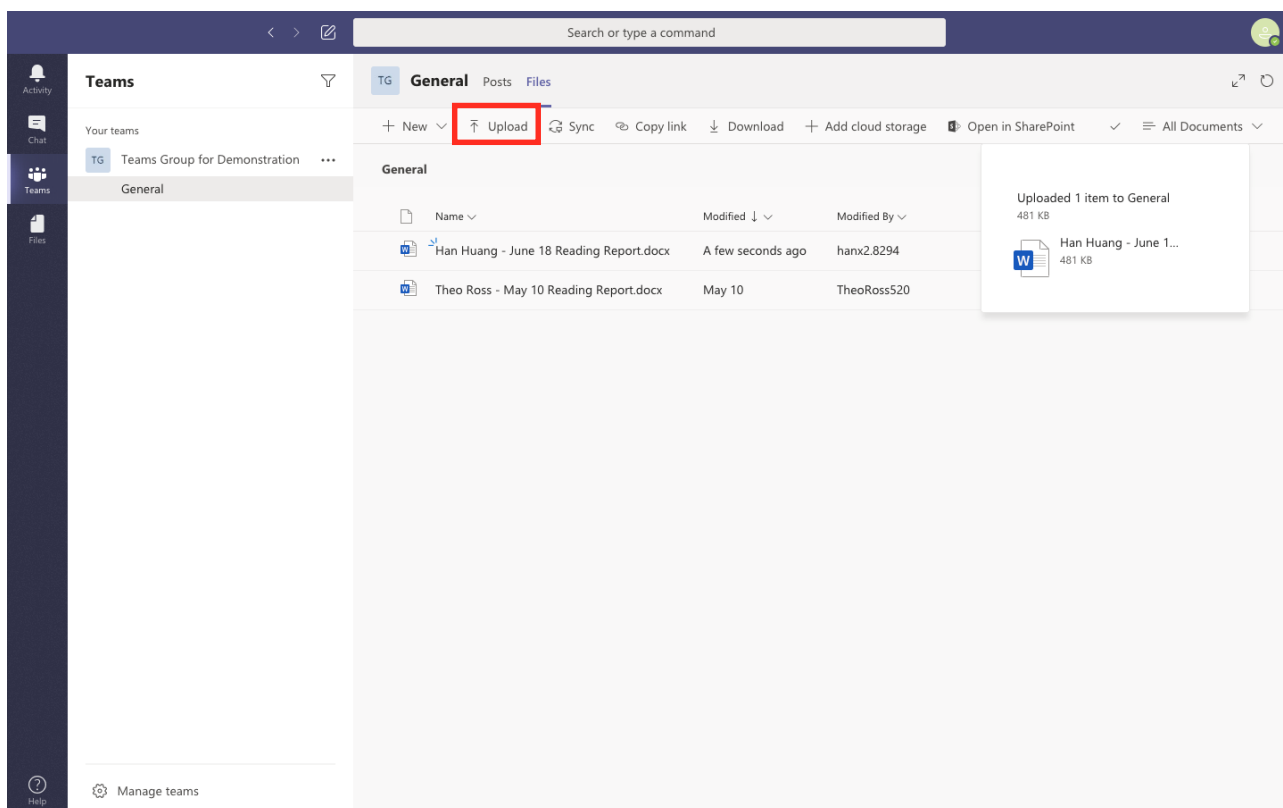 Search or type a command
Activity
Chat
Teams
Files
Help
Teams
Your teams
TG Teams Group for Demonstration ...
General
Manage teams
TG General Posts Files
+ New Upload Sync Copy link Download + Add cloud storage Open in SharePoint All Documents
General
Name Modified ↓ Modified By
Han Huang - June 18 Reading Report.docx A few seconds ago hanx2.8294
Theo Ross - May 10 Reading Report.docx May 10 TheoRoss520
Uploaded 1 item to General
481 KB
Han Huang - June 1...
481 KB